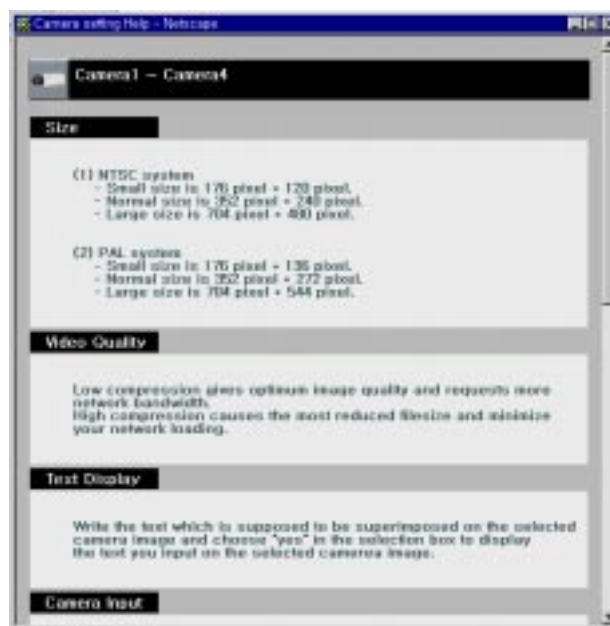 Camera setting Help - Netscape
Camera1 - Camera4
Size
(1) NTSC system
- Small size is 176 pixel * 120 pixel.
- Normal size is 352 pixel * 240 pixel.
- Large size is 704 pixel * 480 pixel.
(2) PAL system
- Small size is 176 pixel * 136 pixel.
- Normal size is 352 pixel * 272 pixel.
- Large size is 704 pixel * 544 pixel.
Video Quality
Low compression gives optimum image quality and requests more
network bandwidth.
High compression causes the most reduced filesize and minimize
your network loading.
Text Display
Write the text which is supposed to be superimposed on the selected
camera image and choose "yes" in the selection box to display
the text you input on the selected camerea image.
Camera Input